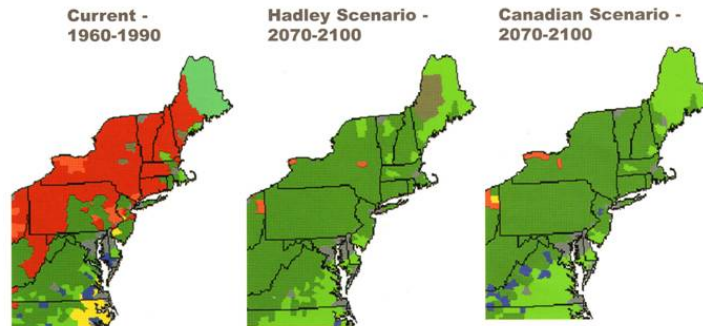 Current -
1960-1990
Hadley Scenario -
2070-2100
Canadian Scenario -
2070-2100